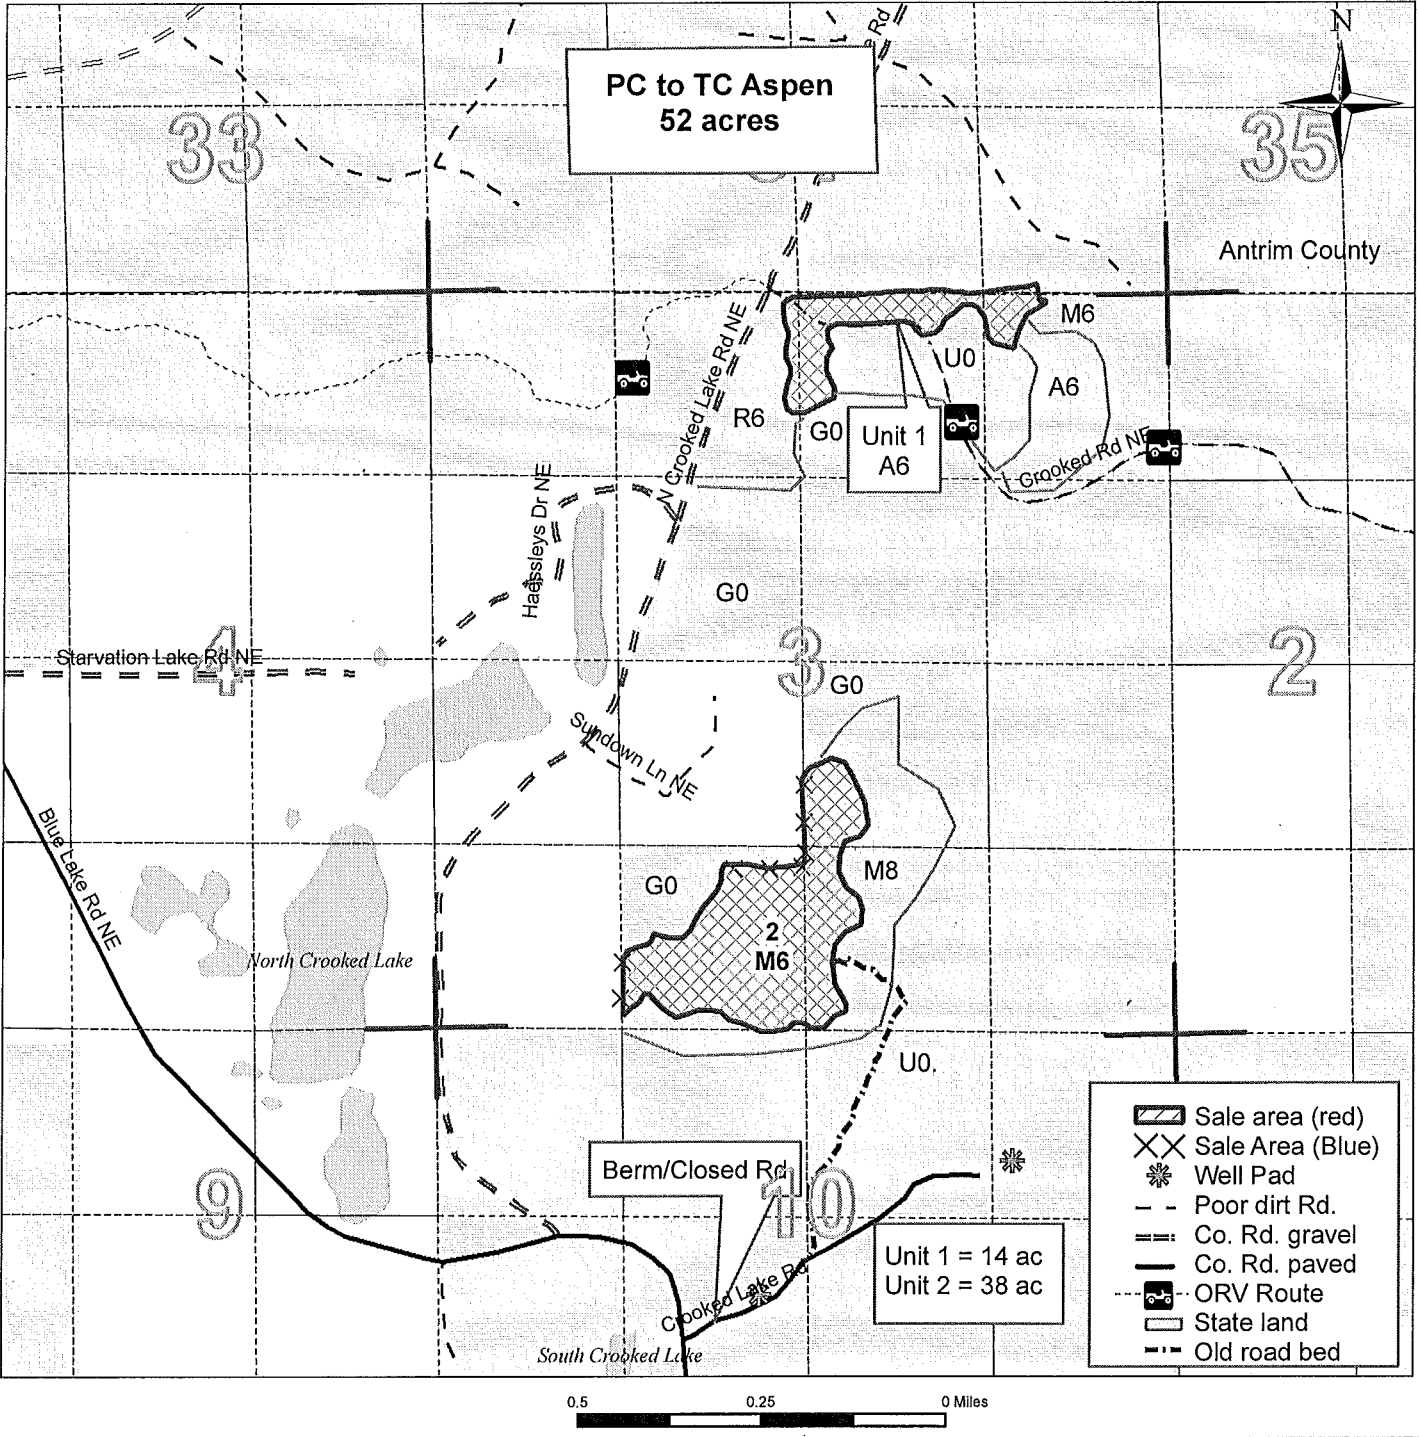 e Rd
N
PC to TC Aspen
52 acres
33
35
Antrim County
M6
U0
A6
N Crooked Lake Rd NE
R6
G0
Unit 1
A6
Crooked Rd NE
Haessleys Dr NE
G0
Starvation Lake Rd NE
4
3
2
G0
Sundown Ln NE
Blue Lake Rd NE
G0
M8
2
M6
North Crooked Lake
U0.
Berm/Closed Rd
9
10
Crooked Lake Rd
Unit 1 = 14 ac
Unit 2 = 38 ac
South Crooked Lake
Sale area (red)
Sale Area (Blue)
Well Pad
Poor dirt Rd.
Co. Rd. gravel
Co. Rd. paved
ORV Route
State land
Old road bed
0.5 0.25 0 Miles